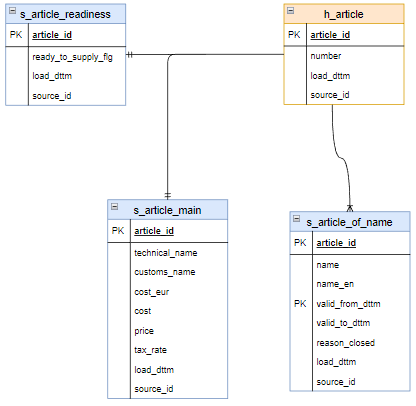 s_article_readiness
PK article_id
ready_to_supply_flg
load_dttm
source_id
h_article
PK article_id
number
load_dttm
source_id
s_article_main
PK article_id
technical_name
customs_name
cost_eur
cost
price
tax_rate
load_dttm
source_id
s_article_of_name
PK article_id
name
name_en
PK valid_from_dttm
valid_to_dttm
reason_closed
load_dttm
source_id